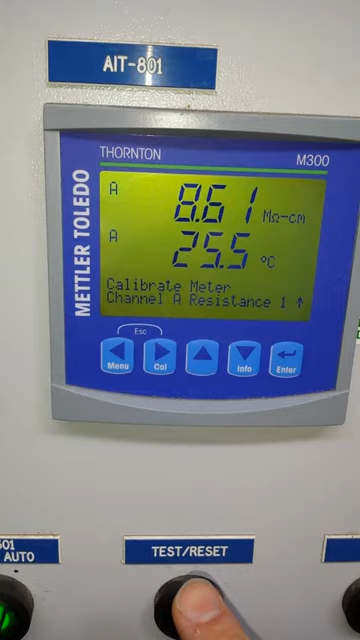 AIT-801
THORNTON
M300
METTLER TOLEDO
A 8.61 MΩ-cm
A 25.5 °C
Calibrate Meter
Channel A Resistance 1 ↑
Esc
Menu
Cal
Info
Enter
01
AUTO
TEST/RESET